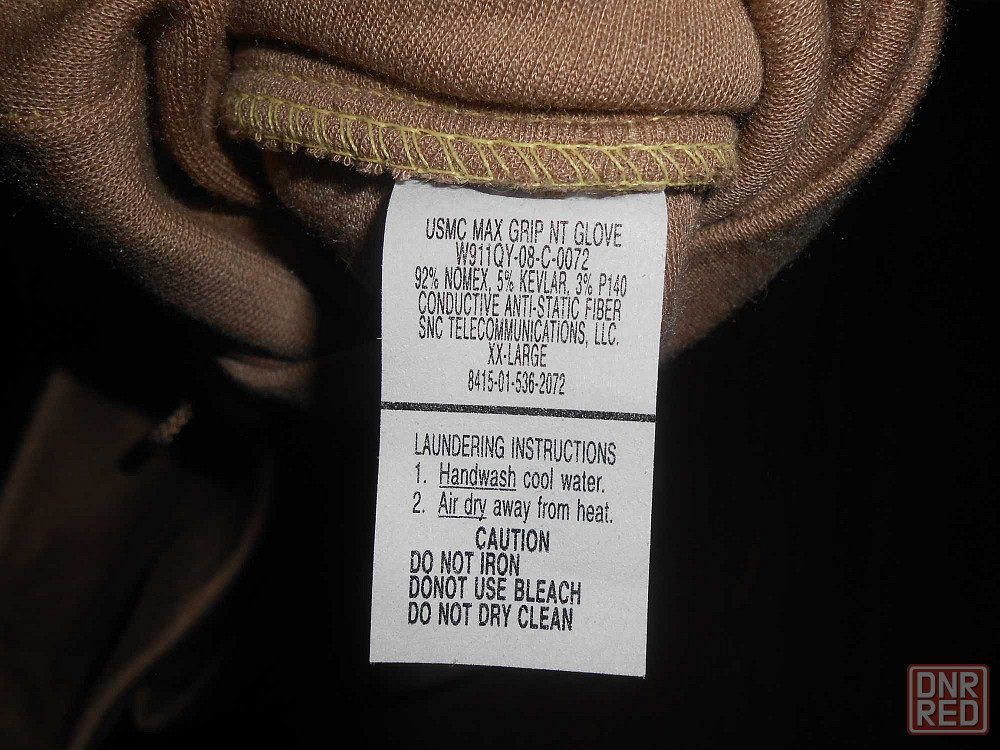 USMC MAX GRIP NT GLOVE
W911QY-08-C-0072
92% NOMEX, 5% KEVLAR, 3% P140
CONDUCTIVE ANTI-STATIC FIBER
SNC TELECOMMUNICATIONS, LLC.
XX-LARGE
8415-01-536-2072
LAUNDERING INSTRUCTIONS
1. Handwash cool water.
2. Air dry away from heat.
CAUTION
DO NOT IRON
DONOT USE BLEACH
DO NOT DRY CLEAN
DNR
RED